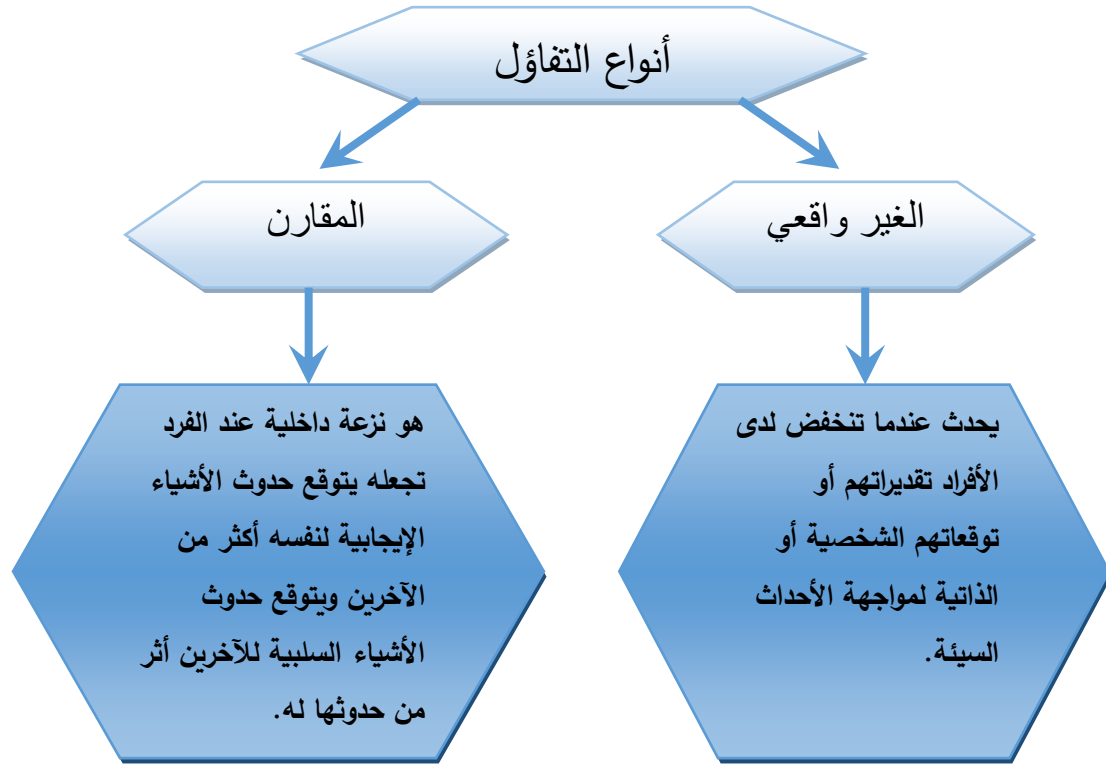 أنواع التفاؤل
الغير واقعي
المقارن
يحدث عندما تنخفض لدى
الأفراد تقديراتهم أو
توقعاتهم الشخصية أو
الذاتية لمواجهة الأحداث
السيئة.
هو نزعة داخلية عند الفرد
تجعله يتوقع حدوث الأشياء
الإيجابية لنفسه أكثر من
الآخرين ويتوقع حدوث
الأشياء السلبية للآخرين أثر
من حدوثها له.